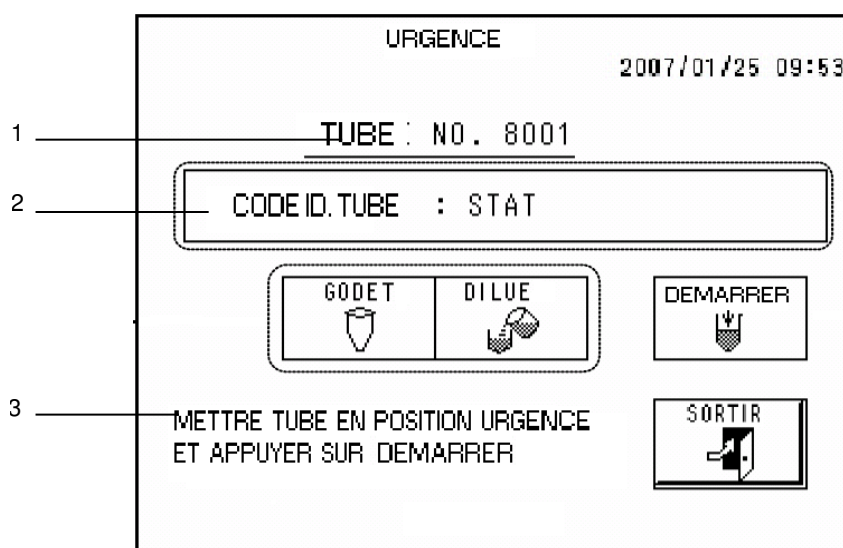 URGENCE
2007/01/25 09:53
1
TUBE : NO. 8001
2
CODE ID. TUBE : STAT
GODET
DILUE
DEMARRER
3
METTRE TUBE EN POSITION URGENCE
ET APPUYER SUR DEMARRER
SORTIR